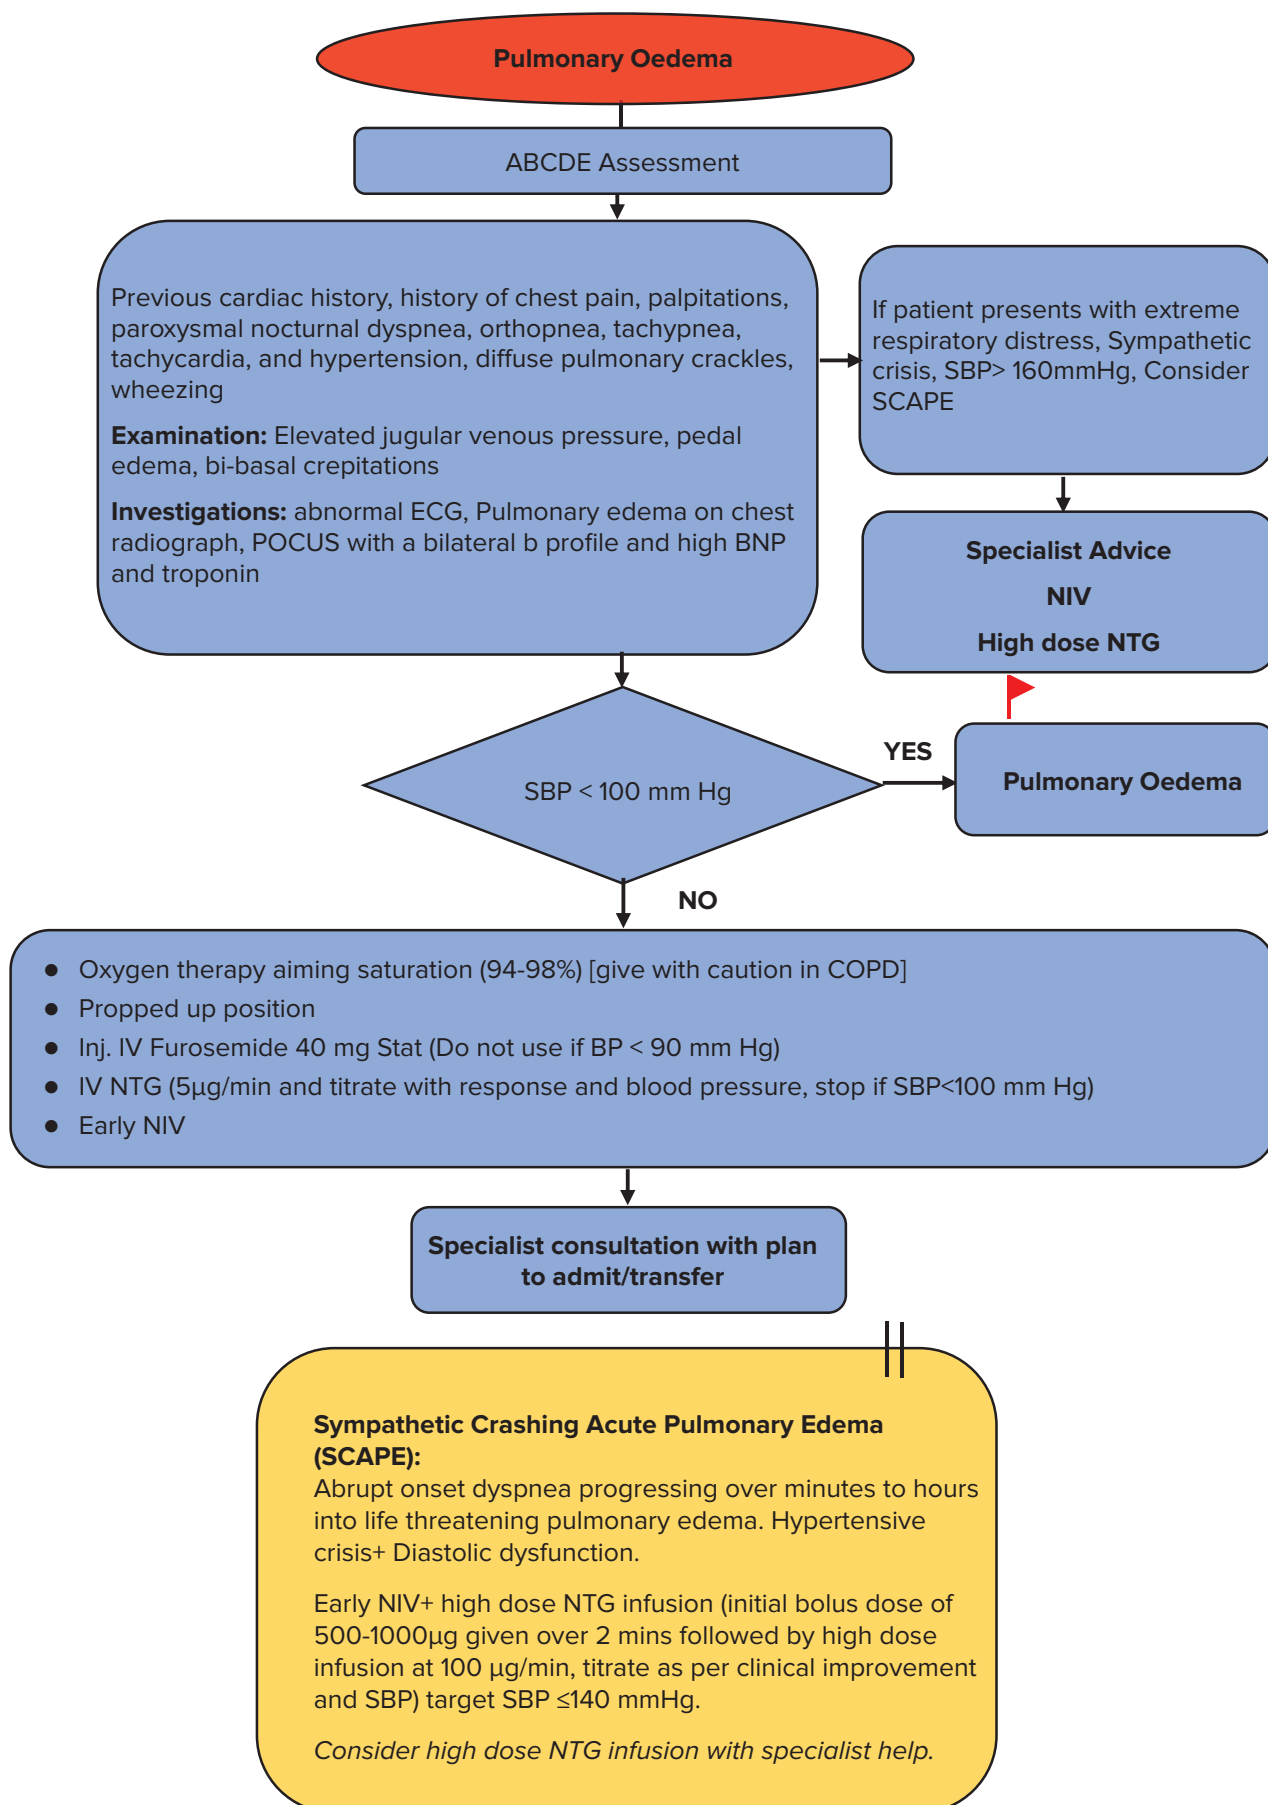 Pulmonary Oedema
ABCDE Assessment
Previous cardiac history, history of chest pain, palpitations,
paroxysmal nocturnal dyspnea, orthopnea, tachypnea,
tachycardia, and hypertension, diffuse pulmonary crackles,
wheezing
Examination: Elevated jugular venous pressure, pedal
edema, bi-basal crepitations
Investigations: abnormal ECG, Pulmonary edema on chest
radiograph, POCUS with a bilateral b profile and high BNP
and troponin
If patient presents with extreme
respiratory distress, Sympathetic
crisis, SBP> 160mmHg, Consider
SCAPE
Specialist Advice
NIV
High dose NTG
SBP < 100 mm Hg
YES
Pulmonary Oedema
NO
● Oxygen therapy aiming saturation (94-98%) [give with caution in COPD]
● Propped up position
● Inj. IV Furosemide 40 mg Stat (Do not use if BP < 90 mm Hg)
● IV NTG (5µg/min and titrate with response and blood pressure, stop if SBP<100 mm Hg)
● Early NIV
Specialist consultation with plan
to admit/transfer
Sympathetic Crashing Acute Pulmonary Edema
(SCAPE):
Abrupt onset dyspnea progressing over minutes to hours
into life threatening pulmonary edema. Hypertensive
crisis+ Diastolic dysfunction.
Early NIV+ high dose NTG infusion (initial bolus dose of
500-1000µg given over 2 mins followed by high dose
infusion at 100 µg/min, titrate as per clinical improvement
and SBP) target SBP ≤140 mmHg.
Consider high dose NTG infusion with specialist help.